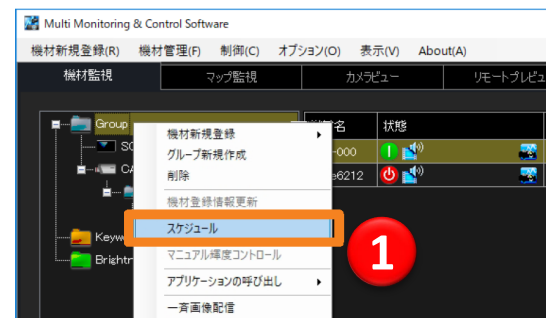 Multi Monitoring & Control Software
機材新規登録(R) 機材管理(F) 制御(C) オプション(O) 表示(V) About(A)
機材監視 マップ監視 カメラビュー リモートプレビュ
Group
名 状態
機材新規登録
-000
グループ新規作成
6212
削除
機材登録情報更新
スケジュール
Keyw
マニュアル輝度コントロール
Brightr
アプリケーションの呼び出し
一斉画像配信
1